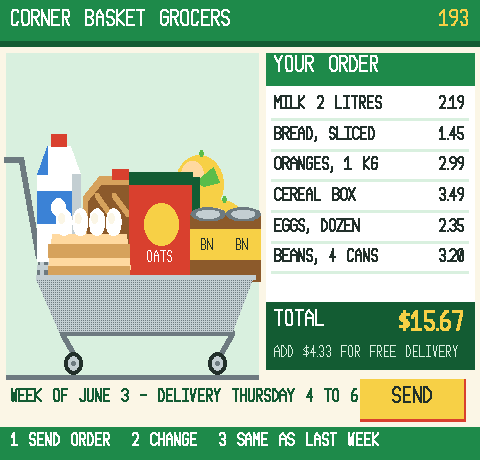 CORNER BASKET GROCERS 193
YOUR ORDER
MILK 2 LITRES 2.19
BREAD, SLICED 1.45
ORANGES, 1 KG 2.99
CEREAL BOX 3.49
EGGS, DOZEN 2.35
BEANS, 4 CANS 3.20
OATS
BN BN
TOTAL $15.67
ADD $4.33 FOR FREE DELIVERY
WEEK OF JUNE 3 - DELIVERY THURSDAY 4 TO 6
SEND
1 SEND ORDER 2 CHANGE 3 SAME AS LAST WEEK